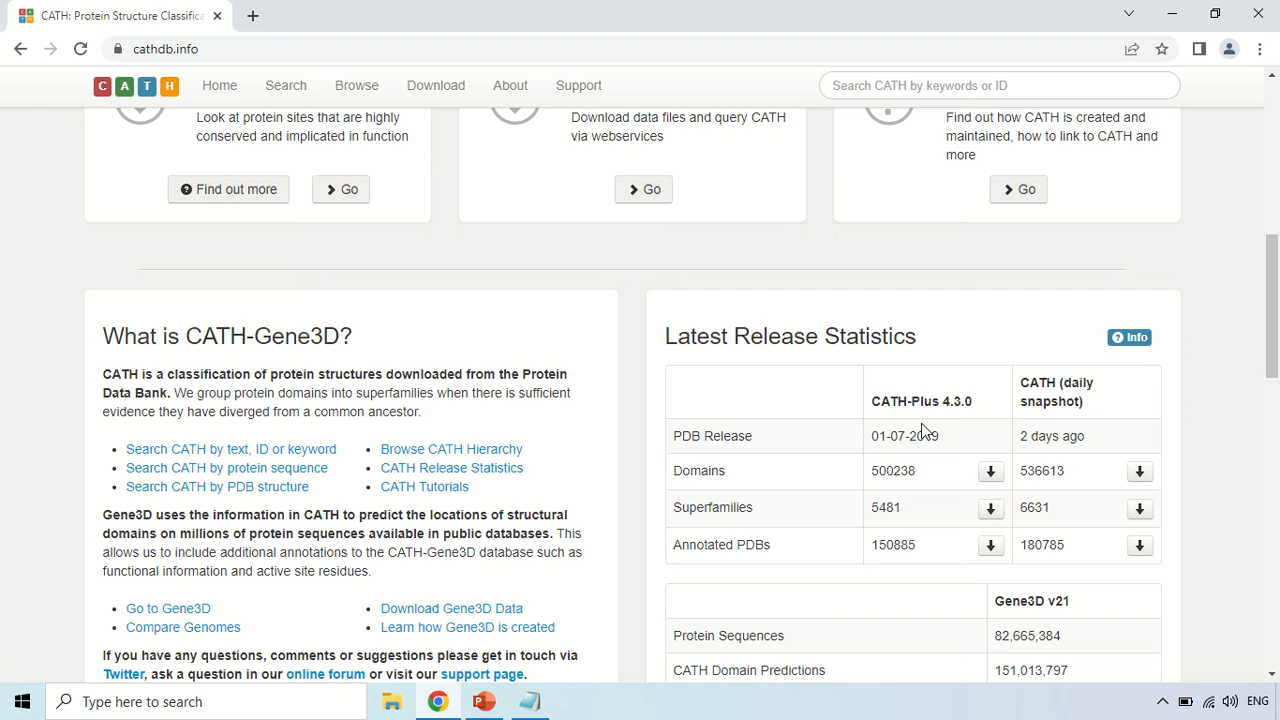 CATH: Protein Structure Classifica
cathdb.info
C A T H Home Search Browse Download About Support Search CATH by keywords or ID
Look at protein sites that are highly
conserved and implicated in function
Find out more Go
Download data files and query CATH
via webservices
Go
Find out how CATH is created and
maintained, how to link to CATH and
more
Go
What is CATH-Gene3D?
CATH is a classification of protein structures downloaded from the Protein
Data Bank. We group protein domains into superfamilies when there is sufficient
evidence they have diverged from a common ancestor.
Search CATH by text, ID or keyword
Search CATH by protein sequence
Search CATH by PDB structure
Browse CATH Hierarchy
CATH Release Statistics
CATH Tutorials
Gene3D uses the information in CATH to predict the locations of structural
domains on millions of protein sequences available in public databases. This
allows us to include additional annotations to the CATH-Gene3D database such as
functional information and active site residues.
Go to Gene3D
Compare Genomes
Download Gene3D Data
Learn how Gene3D is created
If you have any questions, comments or suggestions please get in touch via
Twitter, ask a question in our online forum or visit our support page.
Latest Release Statistics
Info
CATH-Plus 4.3.0
CATH (daily
snapshot)
PDB Release 01-07-2019 2 days ago
Domains 500238 536613
Superfamilies 5481 6631
Annotated PDBs 150885 180785
Gene3D v21
Protein Sequences 82,665,384
CATH Domain Predictions 151,013,797
Type here to search
ENG